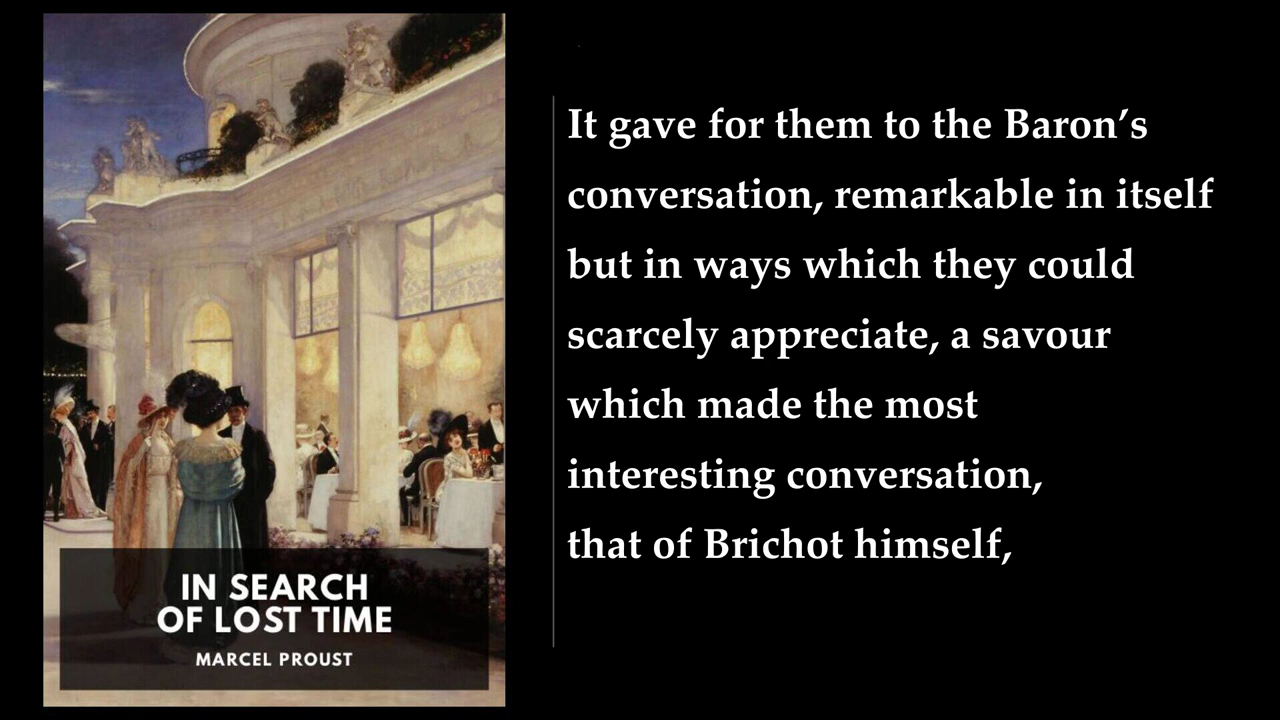 IN SEARCH
OF LOST TIME
MARCEL PROUST
It gave for them to the Baron’s
conversation, remarkable in itself
but in ways which they could
scarcely appreciate, a savour
which made the most
interesting conversation,
that of Brichot himself,